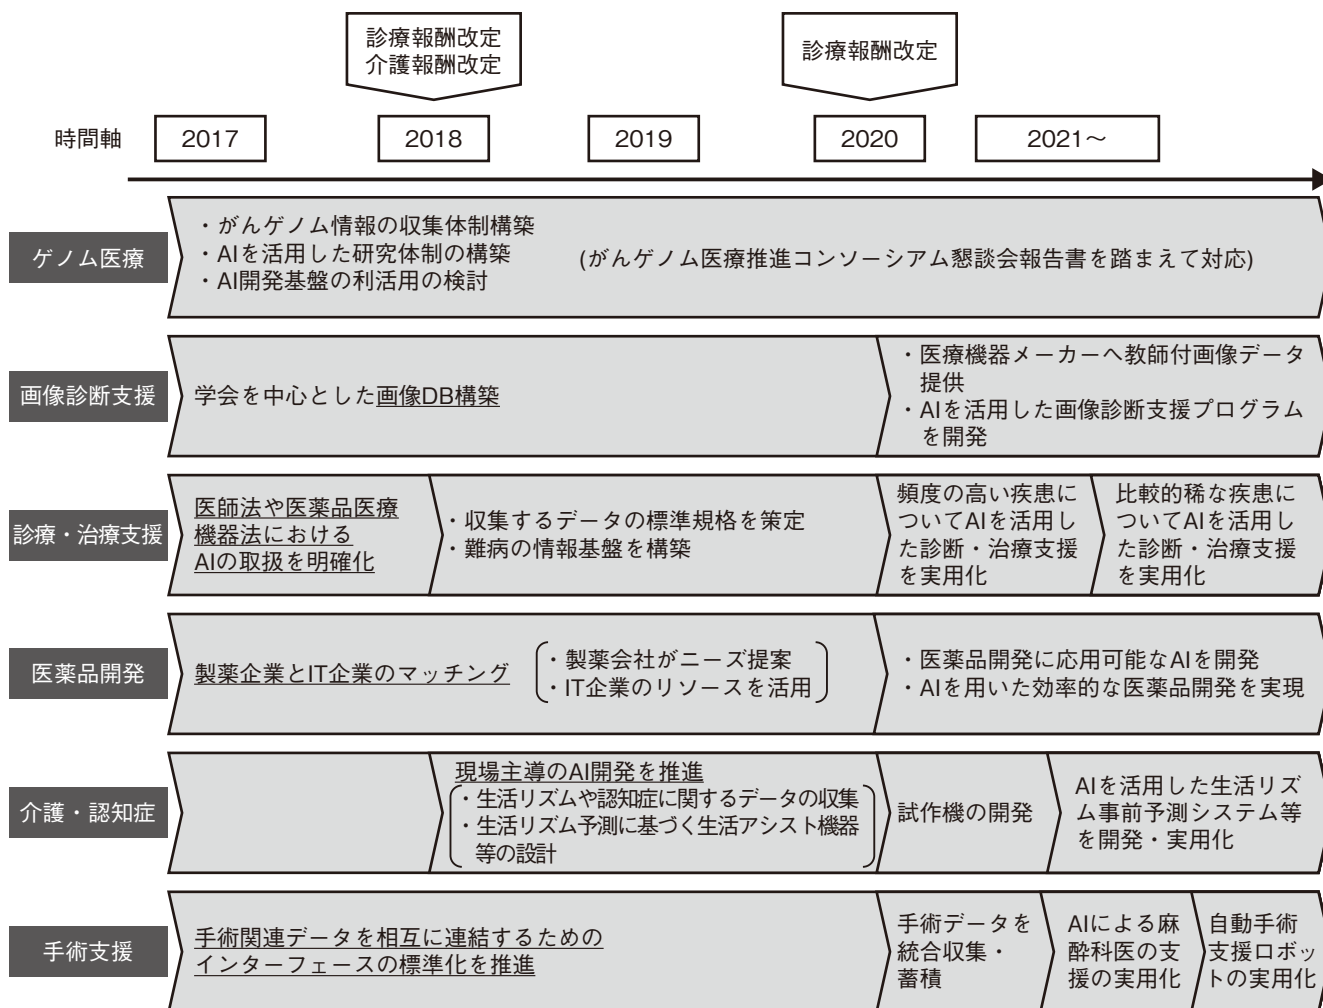 診療報酬改定
介護報酬改定
診療報酬改定
時間軸
2017
2018
2019
2020
2021～
ゲノム医療
・がんゲノム情報の収集体制構築
・AIを活用した研究体制の構築
・AI開発基盤の利活用の検討
(がんゲノム医療推進コンソーシアム懇談会報告書を踏まえて対応)
画像診断支援
学会を中心とした画像DB構築
・医療機器メーカーへ教師付画像データ
提供
・AIを活用した画像診断支援プログラム
を開発
診療・治療支援
医師法や医薬品医療
機器法における
AIの取扱を明確化
・収集するデータの標準規格を策定
・難病の情報基盤を構築
頻度の高い疾患に
ついてAIを活用し
た診断・治療支援
を実用化
比較的稀な疾患に
ついてAIを活用し
た診断・治療支援
を実用化
医薬品開発
製薬企業とIT企業のマッチング
・製薬会社がニーズ提案
・IT企業のリソースを活用
・医薬品開発に応用可能なAIを開発
・AIを用いた効率的な医薬品開発を実現
介護・認知症
現場主導のAI開発を推進
・生活リズムや認知症に関するデータの収集
・生活リズム予測に基づく生活アシスト機器
等の設計
試作機の開発
AIを活用した生活リズ
ム事前予測システム等
を開発・実用化
手術支援
手術関連データを相互に連結するための
インターフェースの標準化を推進
手術データを
統合収集・
蓄積
AIによる麻
酔科医の支
援の実用化
自動手術
支援ロボッ
トの実用化